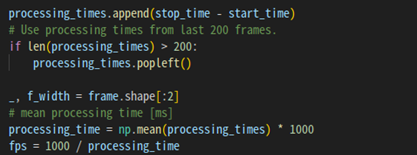 processing_times.append(stop_time - start_time)
# Use processing times from last 200 frames.
if len(processing_times) > 200:
    processing_times.popleft()

_, f_width = frame.shape[:2]
# mean processing time [ms]
processing_time = np.mean(processing_times) * 1000
fps = 1000 / processing_time